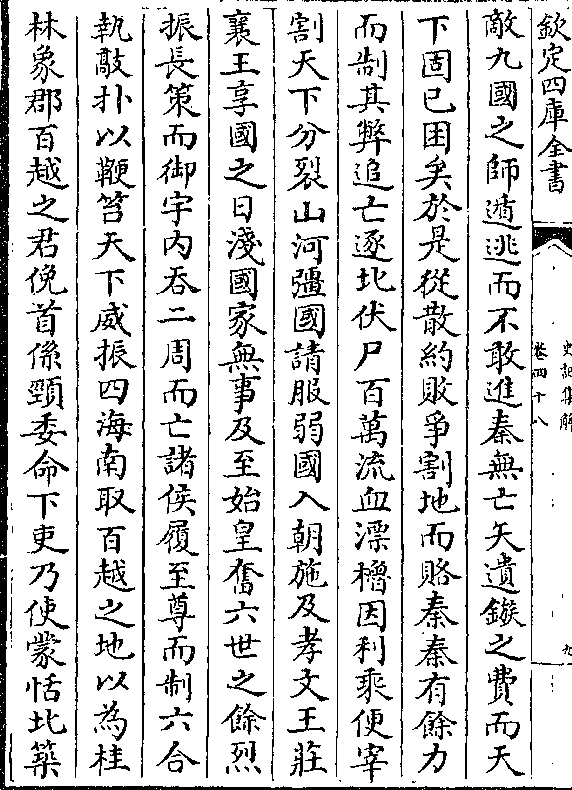 欽定四庫全書
史記集解
卷四十八
九
敵九國之師遁逃而不敢進秦無亡矢遺鏃之費而天
下固已困矣於是從散約敗爭割地而賂秦秦有餘力
而制其弊追亡逐北伏尸百萬流血漂櫓因利乘便宰
割天下分裂山河彊國請服弱國入朝施及孝文王莊
襄王享國之日淺國家無事及至始皇奮六世之餘烈
振長策而御宇内吞二周而亡諸侯履至尊而制六合
執敲扑以鞭笞天下威振四海南取百越之地以為桂
林象郡百越之君俛首係頸委命下吏乃使蒙恬北築